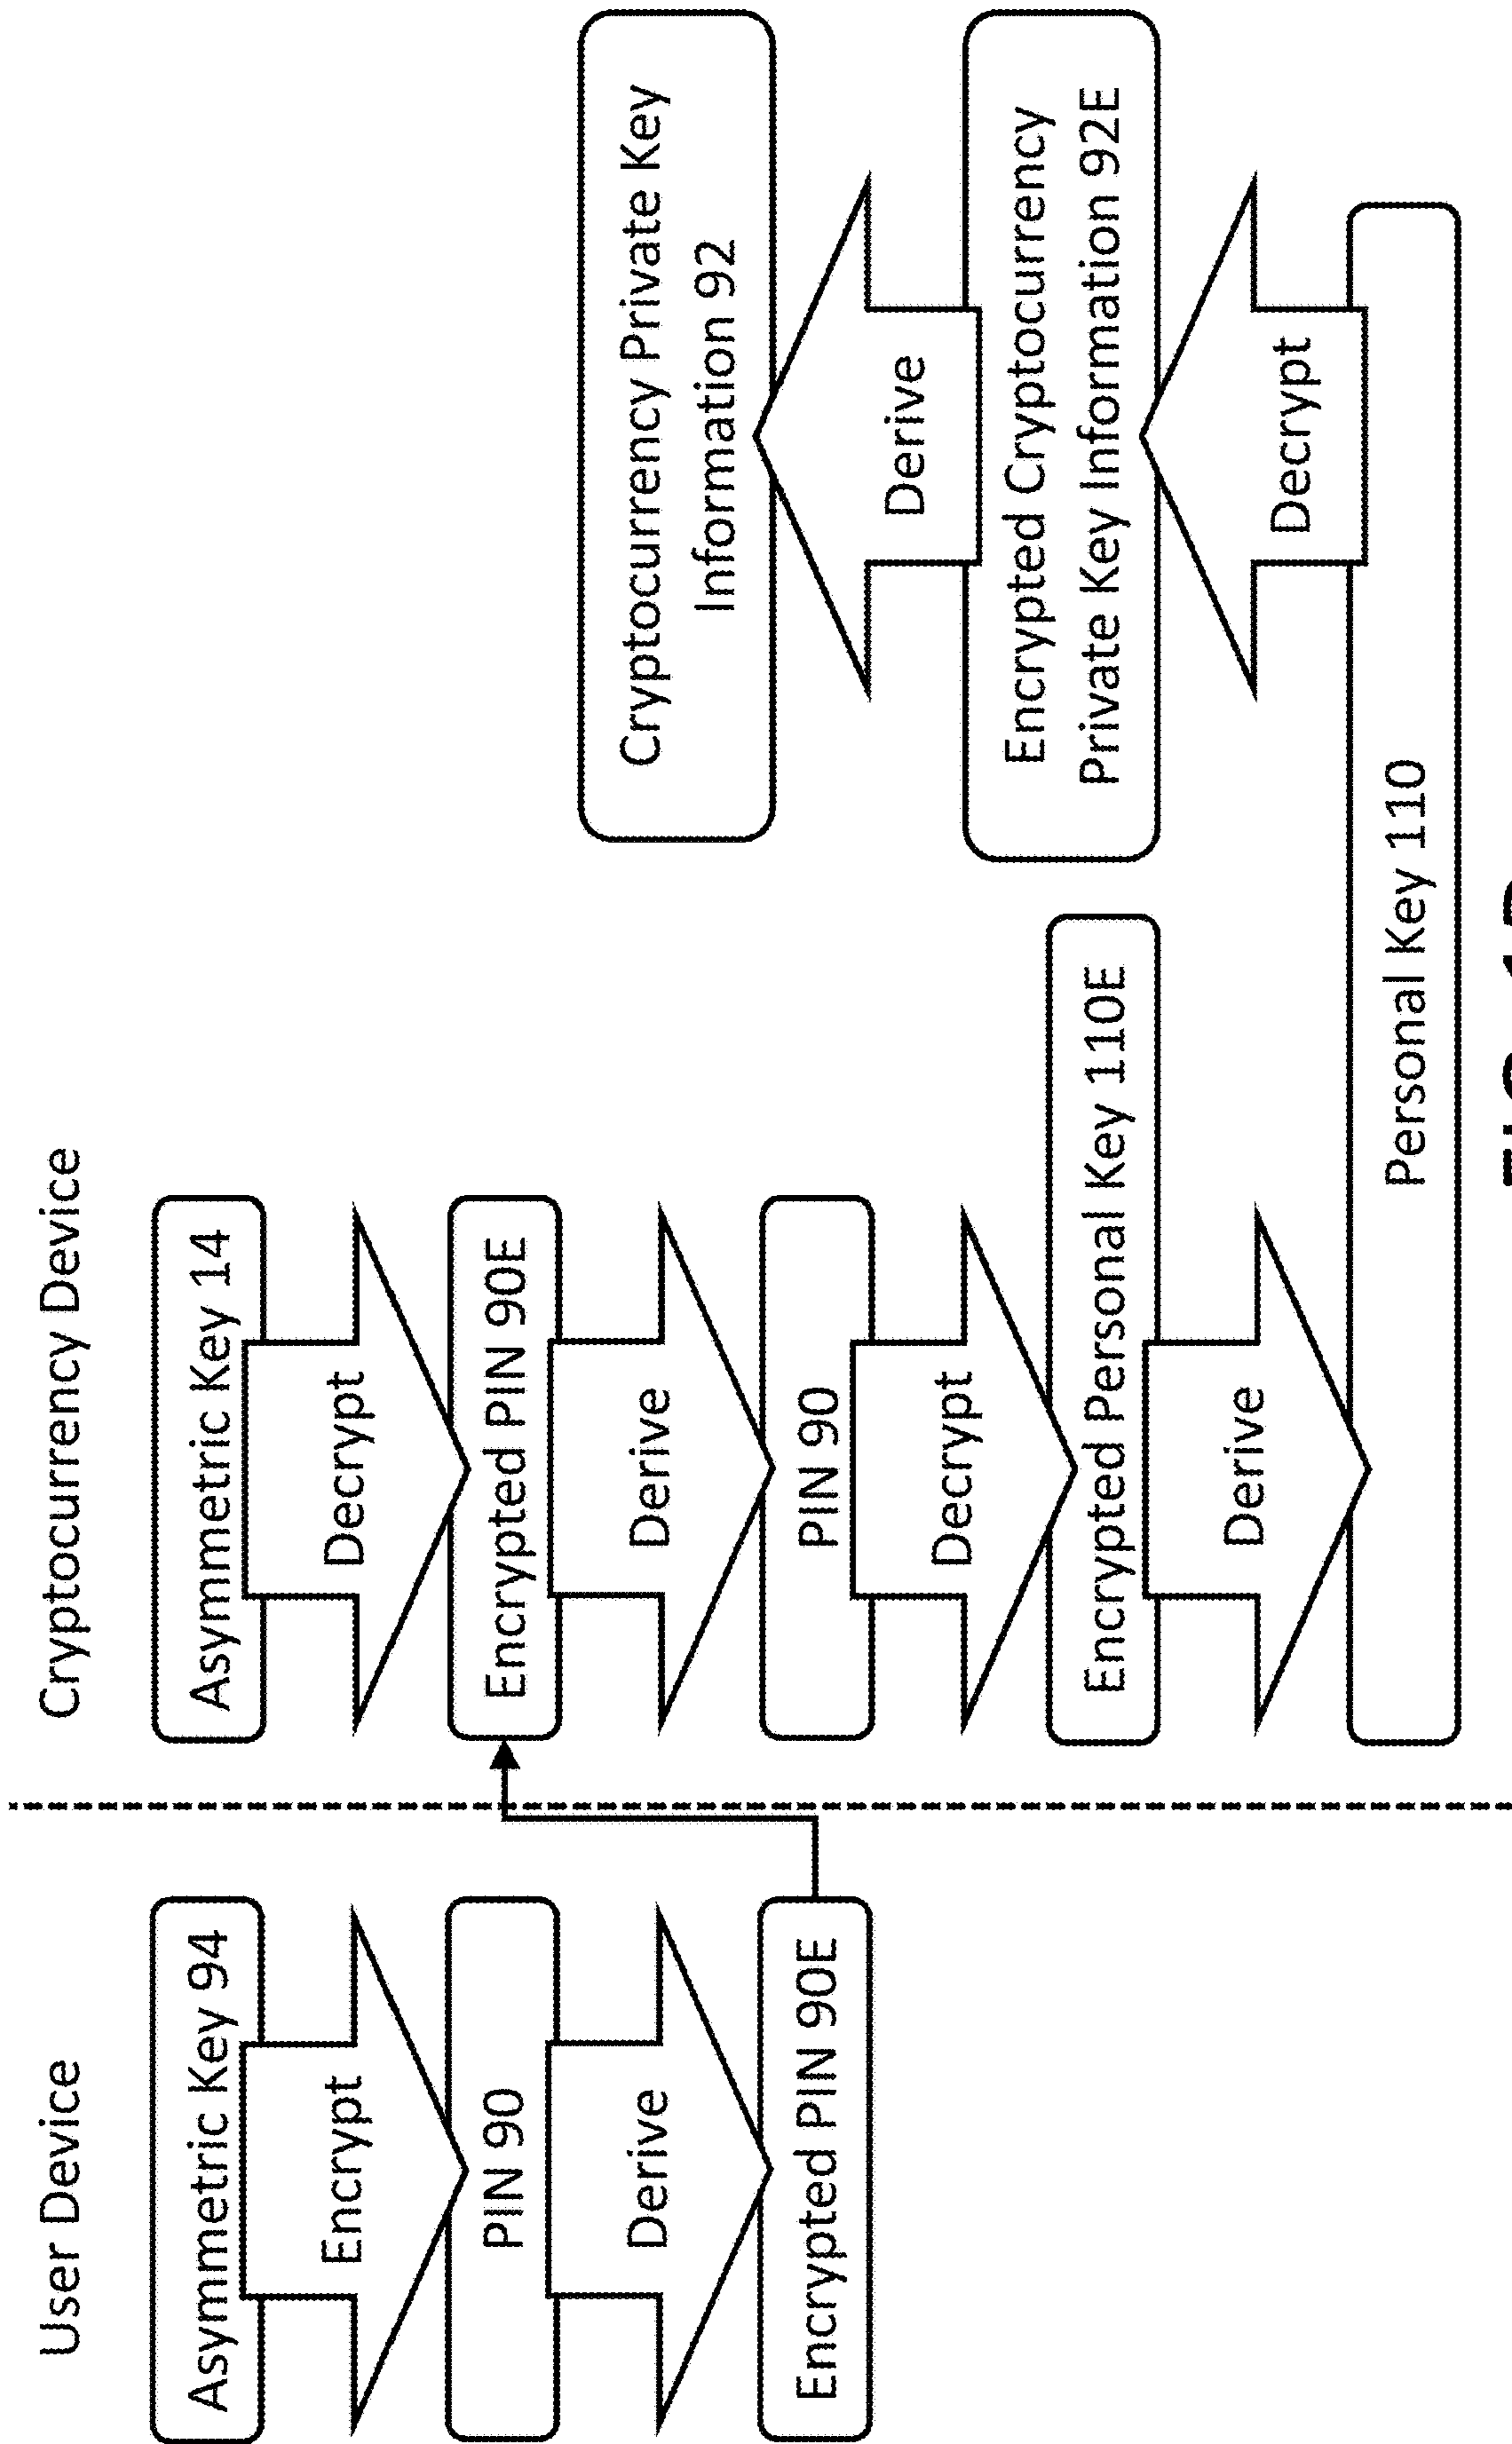 User Device
Asymmetric Key 94
Encrypt
PIN 90
Derive
Encrypted PIN 90E
Cryptocurrency Device
Asymmetric Key 14
Decrypt
Encrypted PIN 90E
Derive
PIN 90
Decrypt
Encrypted Personal Key 110E
Derive
Personal Key 110
Decrypt
Encrypted Cryptocurrency
Private Key Information 92E
Derive
Cryptocurrency Private Key
Information 92